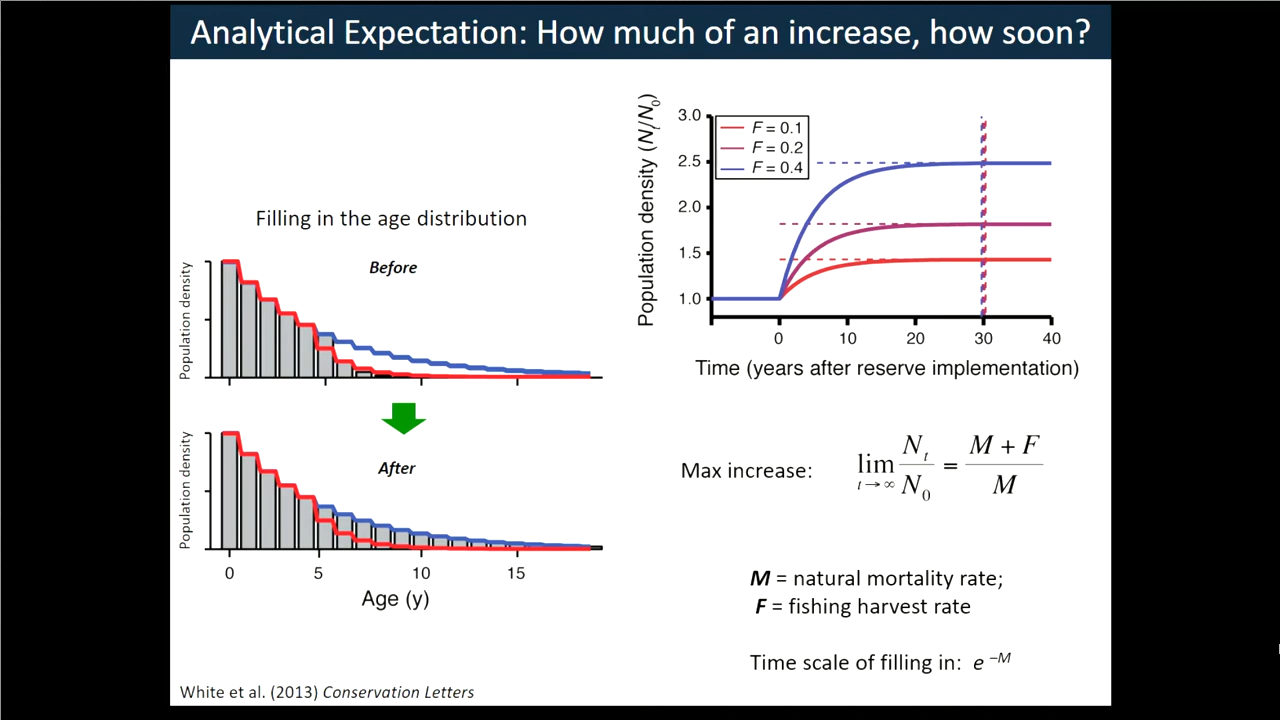 Analytical Expectation: How much of an increase, how soon?
Filling in the age distribution
Before
Population density
After
Population density
0 5 10 15
Age (y)
Population density (Nt/N0)
3.0
2.5
2.0
1.5
1.0
F = 0.1
F = 0.2
F = 0.4
0 10 20 30 40
Time (years after reserve implementation)
Max increase: lim t→∞ Nt/N0 = M + F/M
M = natural mortality rate;
F = fishing harvest rate
Time scale of filling in: e –M
White et al. (2013) Conservation Letters